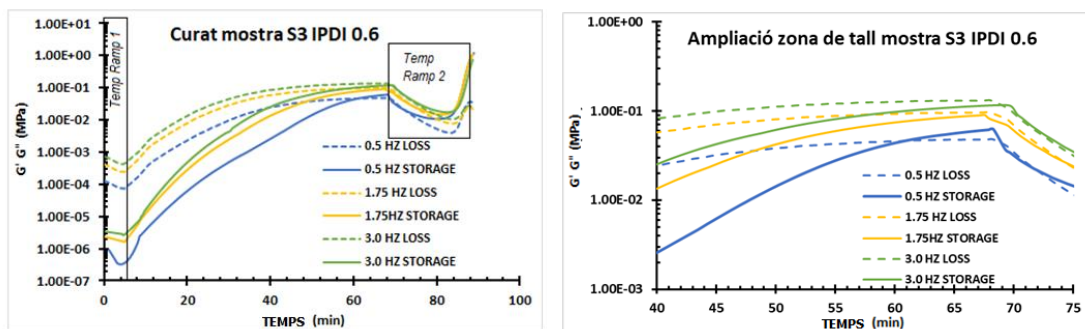 Curat mostra S3 IPDI 0.6
G' G" (MPa)
1.00E+01
1.00E+00
1.00E-01
1.00E-02
1.00E-03
1.00E-04
1.00E-05
1.00E-06
1.00E-07
Temp Ramp 1
Temp
Ramp 2
0.5 HZ LOSS
0.5 HZ STORAGE
1.75 HZ LOSS
1.75HZ STORAGE
3.0 HZ LOSS
3.0 HZ STORAGE
0 20 40 60 80 100
TEMPS (min)
Ampliació zona de tall mostra S3 IPDI 0.6
G' G" (MPa)
1.00E+00
1.00E-01
1.00E-02
1.00E-03
0.5 HZ LOSS
0.5 HZ STORAGE
1.75 HZ LOSS
1.75HZ STORAGE
3.0 HZ LOSS
3.0 HZ STORAGE
40 45 50 55 60 65 70 75
TEMPS (min)